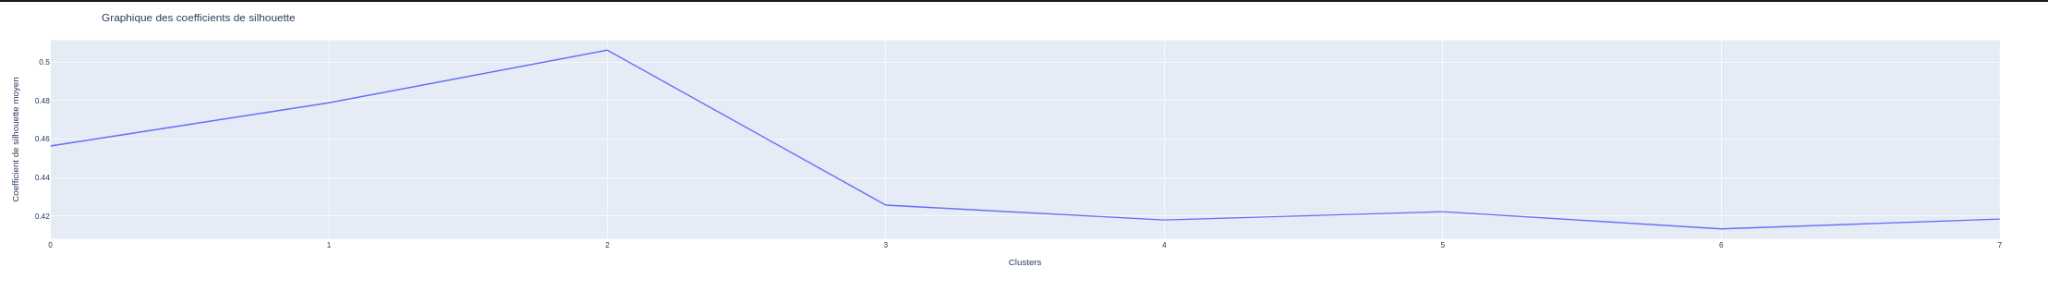 Graphique des coefficients de silhouette
Coefficient de silhouette moyen
0.5
0.48
0.46
0.44
0.42
0 1 2 3 4 5 6 7
Clusters